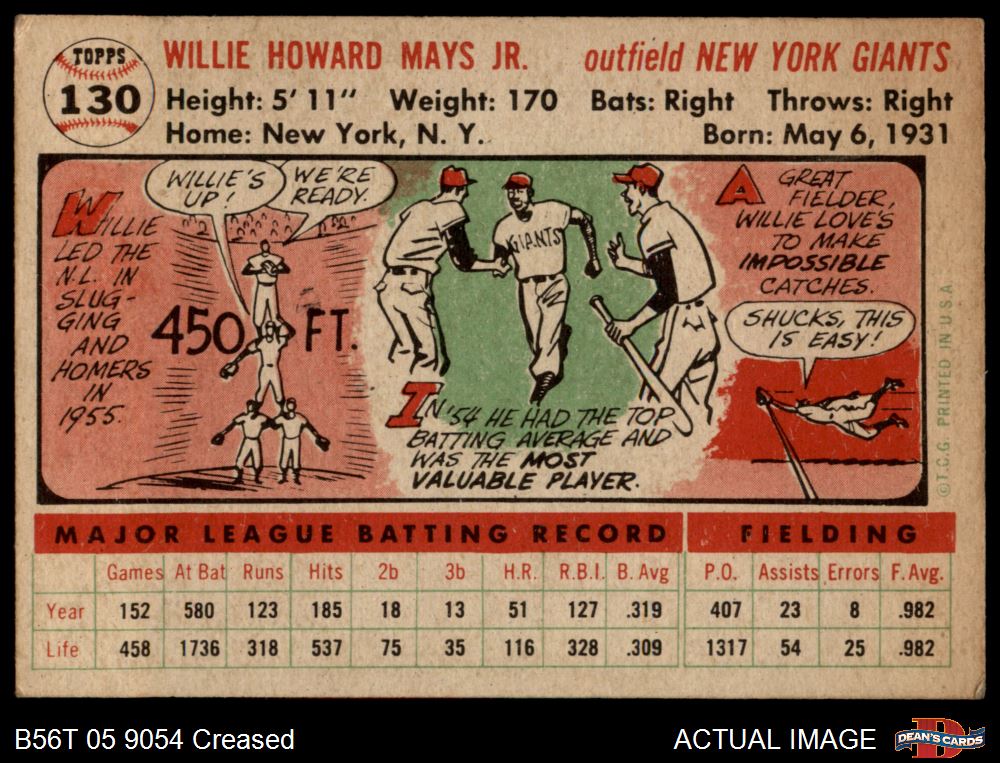 TOPPS
130
WILLIE HOWARD MAYS JR. outfield NEW YORK GIANTS
Height: 5' 11" Weight: 170 Bats: Right Throws: Right
Home: New York, N. Y. Born: May 6, 1931
WILLIE
LED THE
N.L. IN
SLUG-
GING
AND
HOMERS
IN
1955.
WILLIE'S
UP!
WE'RE
READY.
450 FT.
GIANTS
IN '54 HE HAD THE TOP
BATTING AVERAGE AND
WAS THE MOST
VALUABLE PLAYER.
A GREAT
FIELDER,
WILLIE LOVE'S
TO MAKE
IMPOSSIBLE
CATCHES.
SHUCKS, THIS
IS EASY!
©T.C.G. PRINTED IN U.S.A.
MAJOR LEAGUE BATTING RECORD FIELDING
Games At Bat Runs Hits 2b 3b H.R. R.B.I. B. Avg P.O. Assists Errors F. Avg.
Year 152 580 123 185 18 13 51 127 .319 407 23 8 .982
Life 458 1736 318 537 75 35 116 328 .309 1317 54 25 .982
B56T 05 9054 Creased ACTUAL IMAGE
D
DEAN'S CARDS